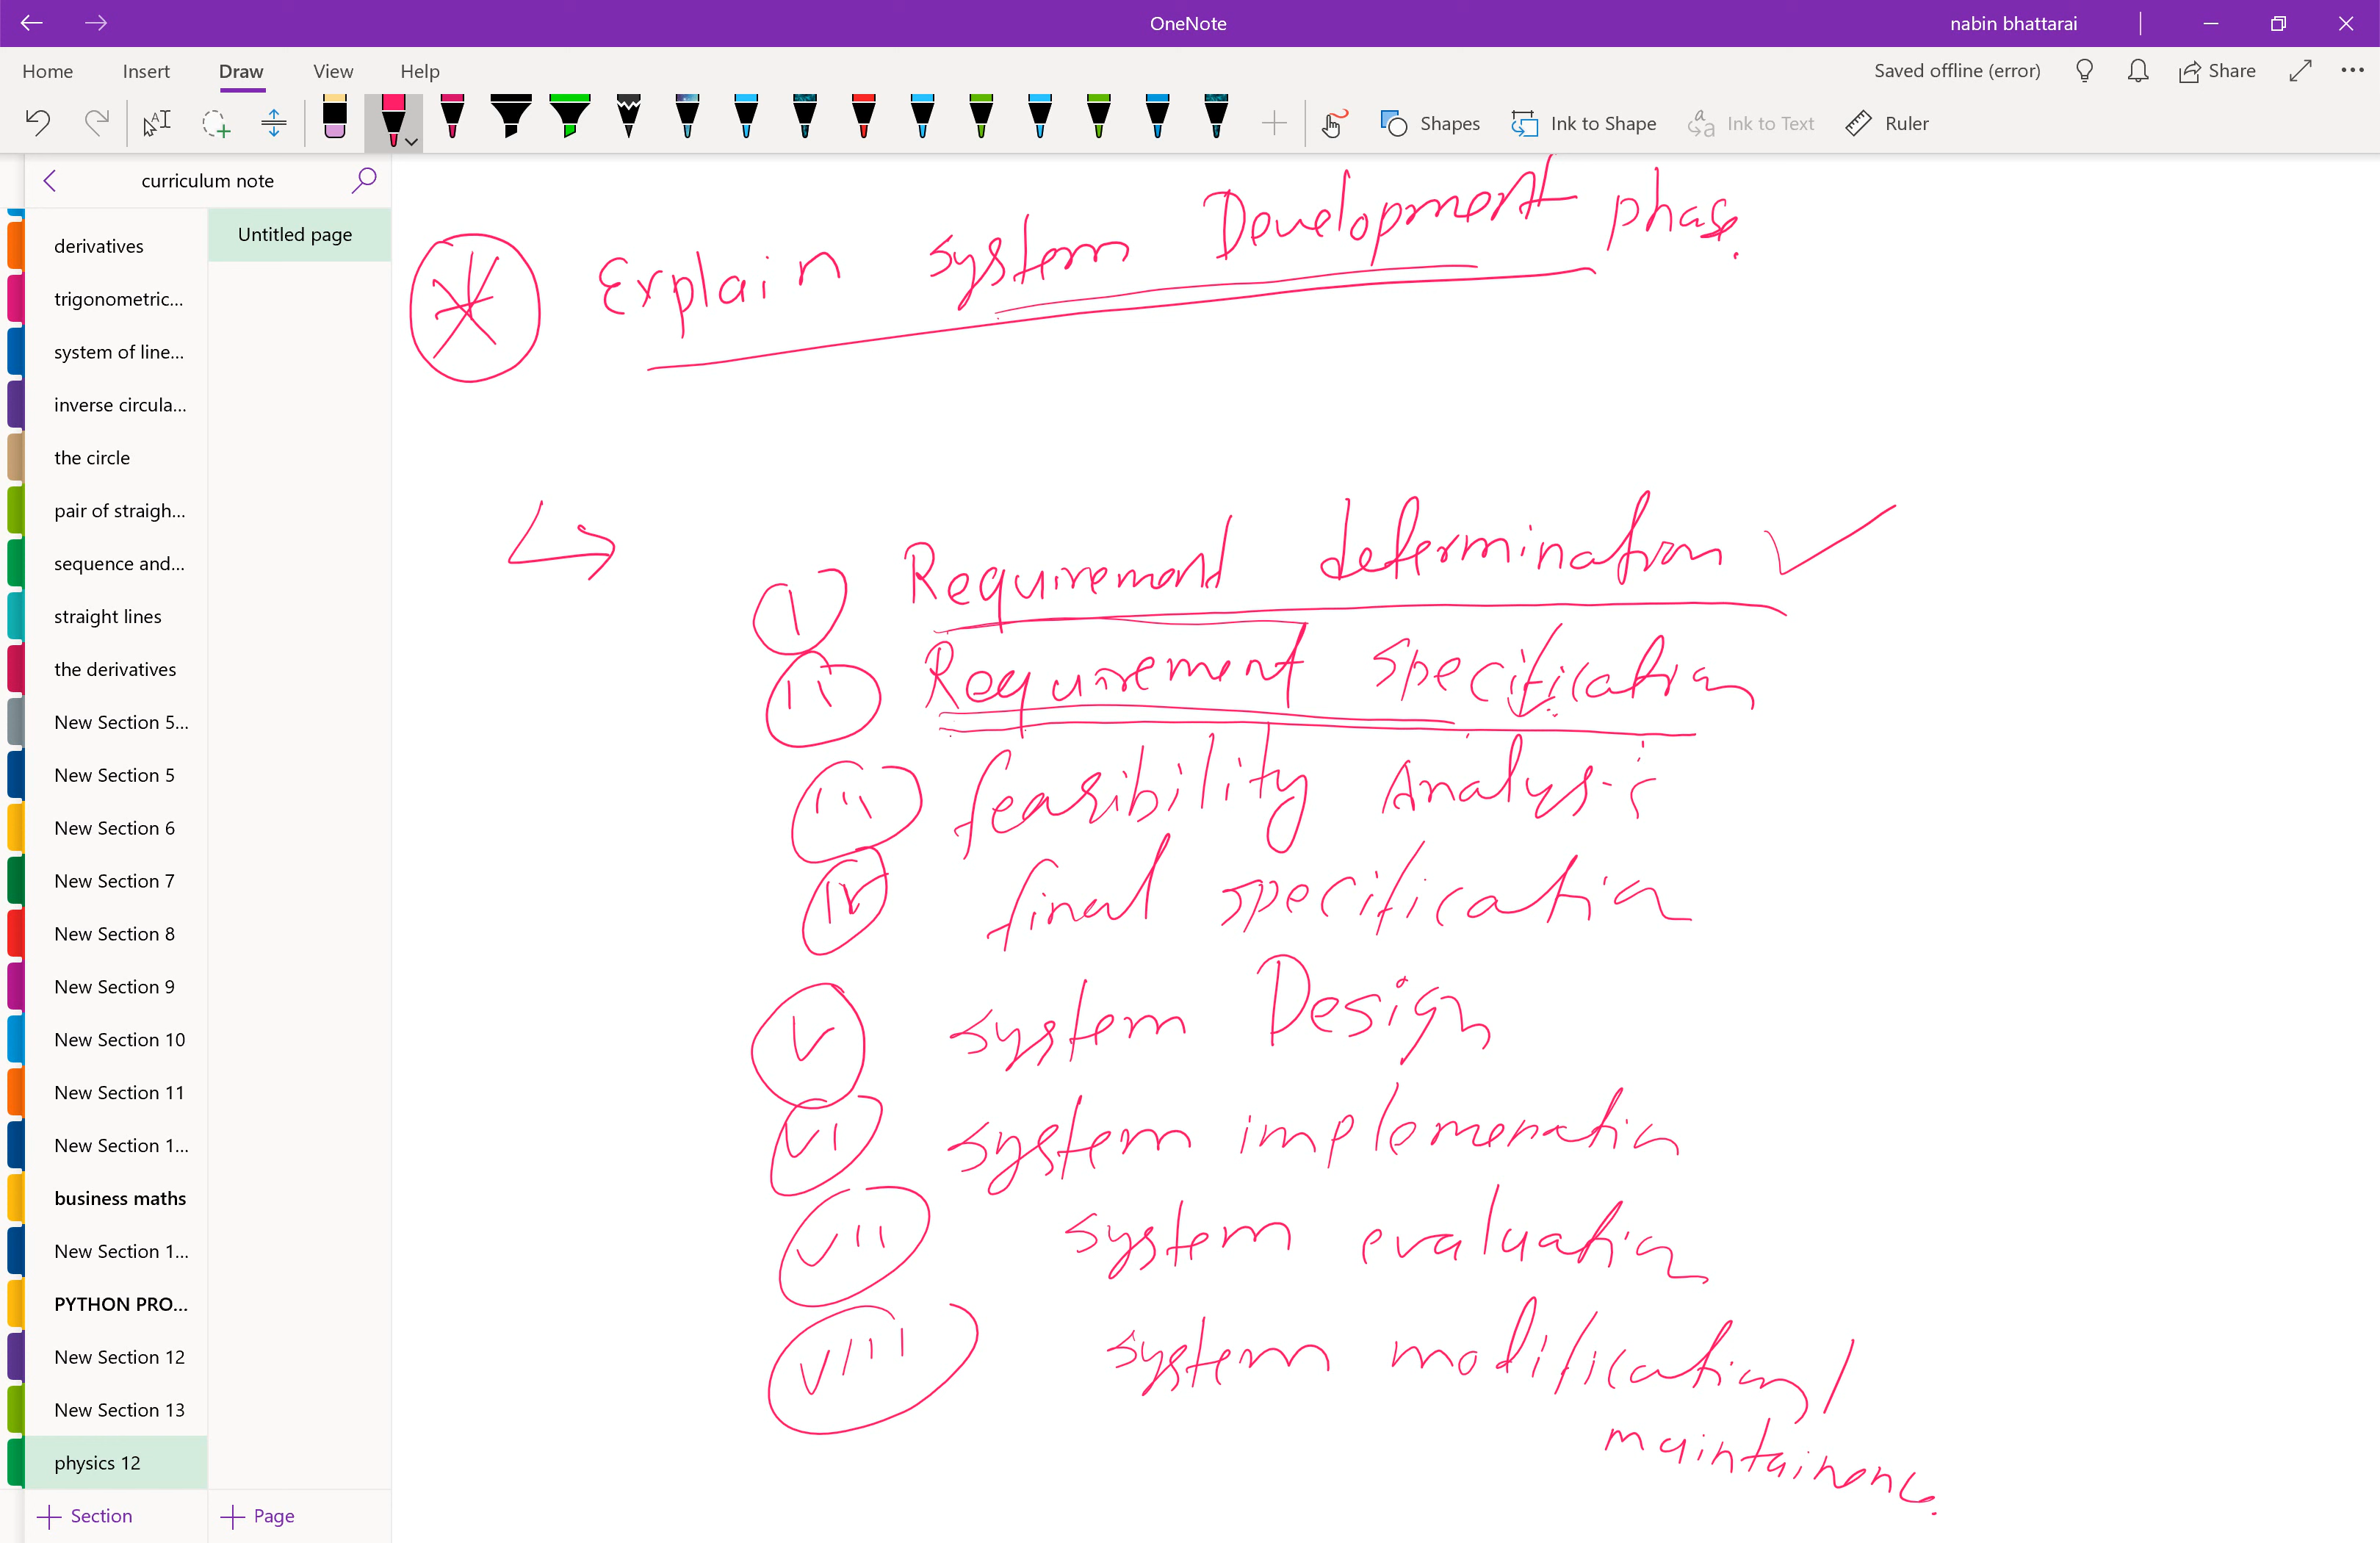 OneNote
nabin bhattarai
Home Insert Draw View Help
Saved offline (error) Share
Shapes Ink to Shape Ink to Text Ruler
curriculum note
Untitled page
derivatives
trigonometric...
system of line...
inverse circula...
the circle
pair of straigh...
sequence and...
straight lines
the derivatives
New Section 5...
New Section 5
New Section 6
New Section 7
New Section 8
New Section 9
New Section 10
New Section 11
New Section 1...
business maths
New Section 1...
PYTHON PRO...
New Section 12
New Section 13
physics 12
Section
Page
Explain system Development phase.
I Requirement determination
II Requirement specification
III feasibility Analysis
IV final specification
V system Design
VI system implemenation
VII system evaluation
VIII system modification/
maintainence.